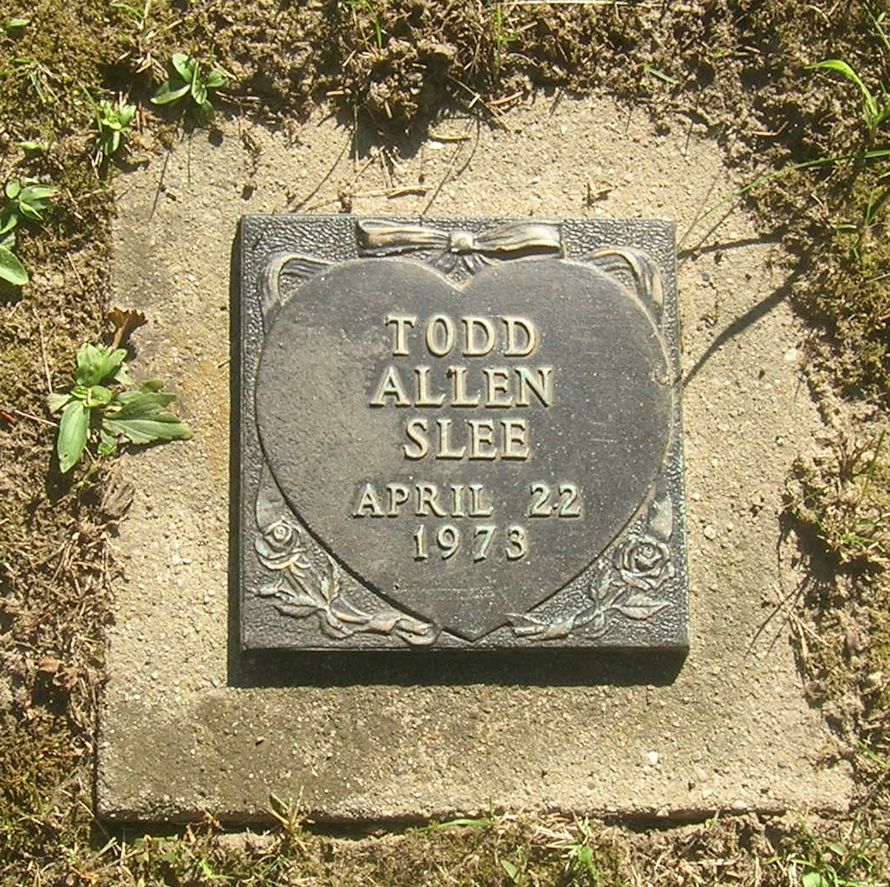 TODD
ALLEN
SLEE
APRIL 22
1973